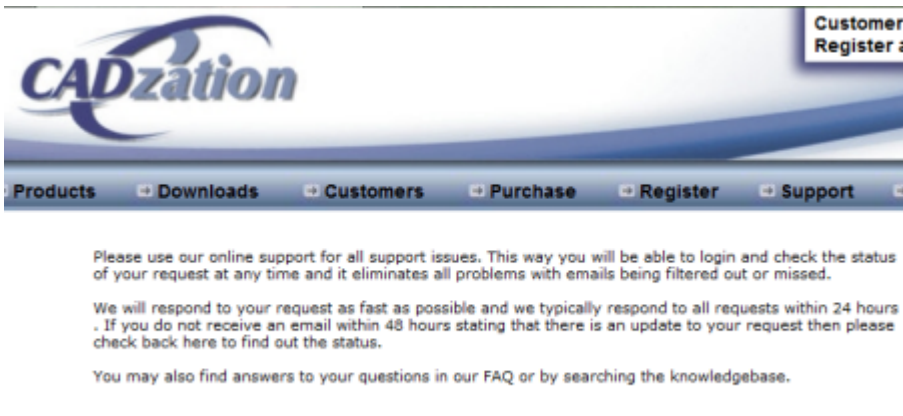 CADzation
Customer
Register a
Products Downloads Customers Purchase Register Support
Please use our online support for all support issues. This way you will be able to login and check the status
of your request at any time and it eliminates all problems with emails being filtered out or missed.
We will respond to your request as fast as possible and we typically respond to all requests within 24 hours
. If you do not receive an email within 48 hours stating that there is an update to your request then please
check back here to find out the status.
You may also find answers to your questions in our FAQ or by searching the knowledgebase.